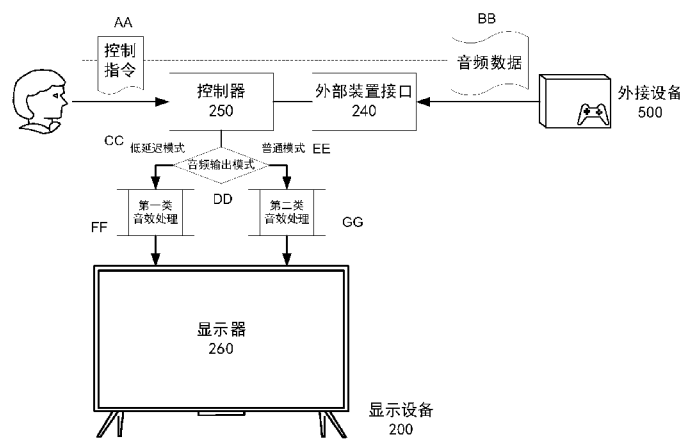 AA
BB
控制
指令
音频数据
控制器
250
外部装置接口
240
外接设备
500
CC
低延迟模式
普通模式
EE
音频输出模式
DD
第一类
音效处理
第二类
音效处理
FF
GG
显示器
260
显示设备
200